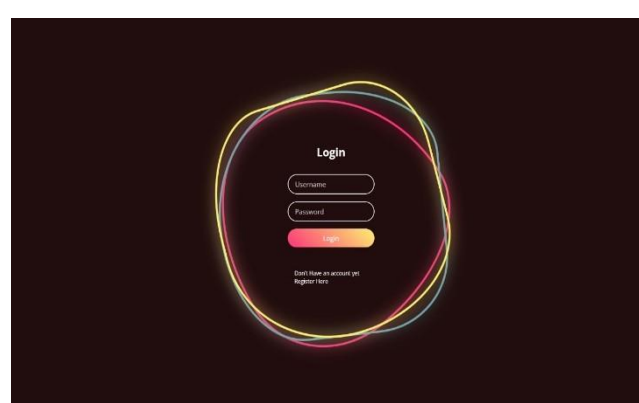 Login
Username
Password
Login
Don't Have an account yet
Register Here